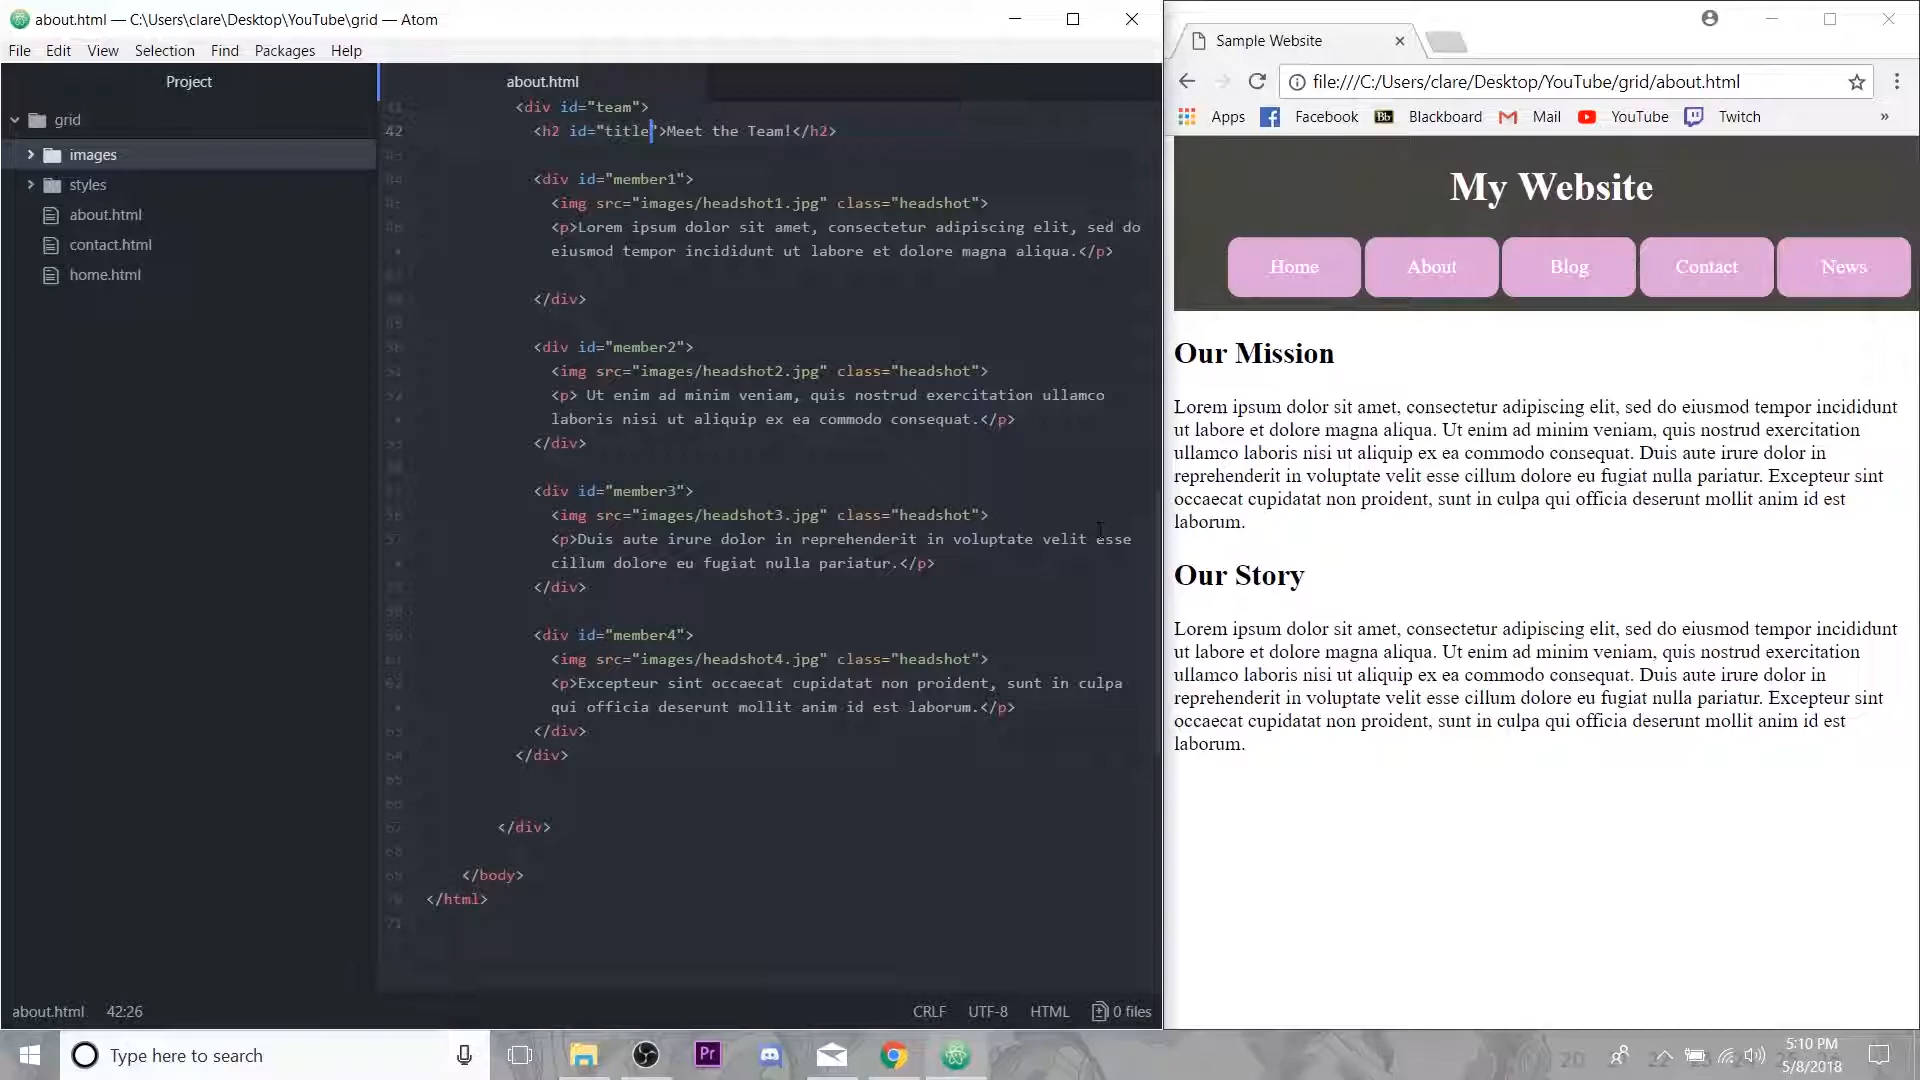 about.html — C:\Users\clare\Desktop\YouTube\grid — Atom
File Edit View Selection Find Packages Help
Project
grid
images
styles
about.html
contact.html
home.html
about.html
<div id="team">
42 <h2 id="title">Meet the Team!</h2>
<div id="member1">
<img src="images/headshot1.jpg" class="headshot">
<p>Lorem ipsum dolor sit amet, consectetur adipiscing elit, sed do
eiusmod tempor incididunt ut labore et dolore magna aliqua.</p>
</div>
<div id="member2">
<img src="images/headshot2.jpg" class="headshot">
<p> Ut enim ad minim veniam, quis nostrud exercitation ullamco
laboris nisi ut aliquip ex ea commodo consequat.</p>
</div>
<div id="member3">
<img src="images/headshot3.jpg" class="headshot">
<p>Duis aute irure dolor in reprehenderit in voluptate velit esse
cillum dolore eu fugiat nulla pariatur.</p>
</div>
<div id="member4">
<img src="images/headshot4.jpg" class="headshot">
<p>Excepteur sint occaecat cupidatat non proident, sunt in culpa
qui officia deserunt mollit anim id est laborum.</p>
</div>
</div>
</div>
</body>
</html>
about.html 42:26 CRLF UTF-8 HTML 0 files
Sample Website
file:///C:/Users/clare/Desktop/YouTube/grid/about.html
Apps Facebook Bb Blackboard Mail YouTube Twitch »
My Website
Home About Blog Contact News
Our Mission
Lorem ipsum dolor sit amet, consectetur adipiscing elit, sed do eiusmod tempor incididunt
ut labore et dolore magna aliqua. Ut enim ad minim veniam, quis nostrud exercitation
ullamco laboris nisi ut aliquip ex ea commodo consequat. Duis aute irure dolor in
reprehenderit in voluptate velit esse cillum dolore eu fugiat nulla pariatur. Excepteur sint
occaecat cupidatat non proident, sunt in culpa qui officia deserunt mollit anim id est
laborum.
Our Story
Lorem ipsum dolor sit amet, consectetur adipiscing elit, sed do eiusmod tempor incididunt
ut labore et dolore magna aliqua. Ut enim ad minim veniam, quis nostrud exercitation
ullamco laboris nisi ut aliquip ex ea commodo consequat. Duis aute irure dolor in
reprehenderit in voluptate velit esse cillum dolore eu fugiat nulla pariatur. Excepteur sint
occaecat cupidatat non proident, sunt in culpa qui officia deserunt mollit anim id est
laborum.
Type here to search
Pr
5:10 PM
5/8/2018